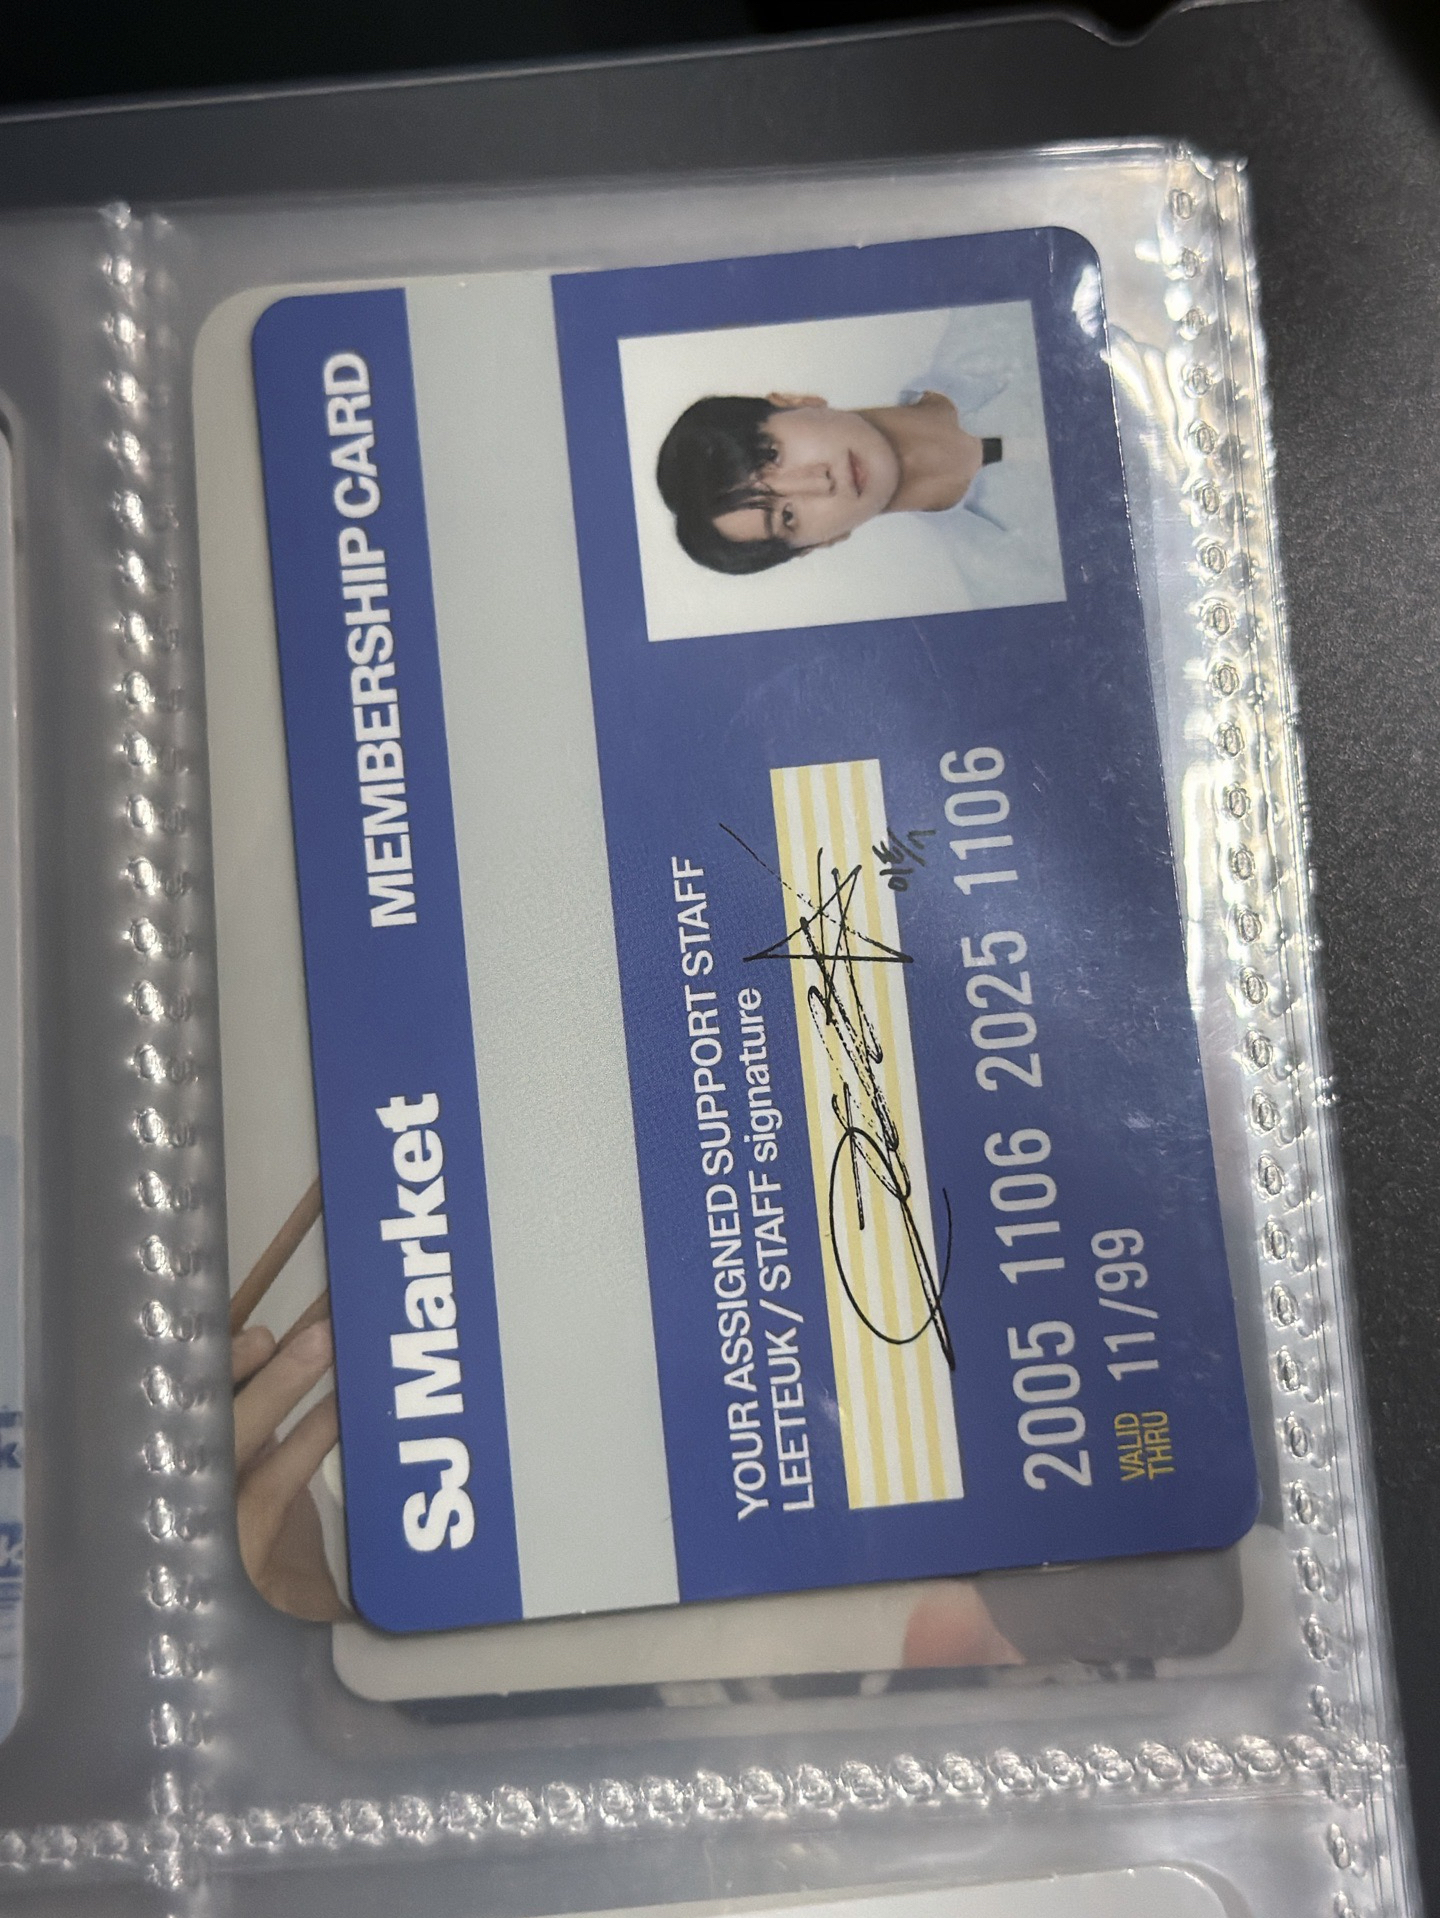 SJ Market
MEMBERSHIP CARD
YOUR ASSIGNED SUPPORT STAFF
LEETEUK / STAFF signature
2005 1106 2025 1106
VALID
THRU
11/99